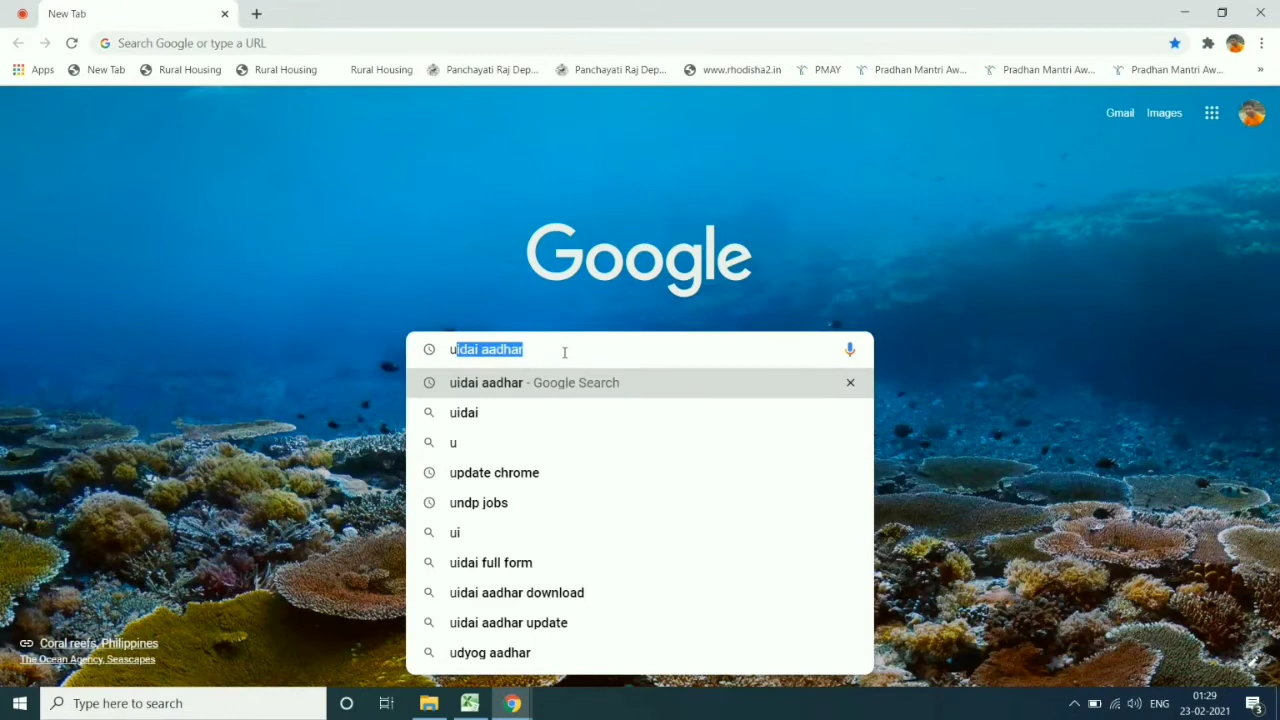 New Tab
Search Google or type a URL
Apps New Tab Rural Housing Rural Housing Rural Housing Panchayati Raj Dep... Panchayati Raj Dep... www.rhodisha2.in PMAY Pradhan Mantri Aw... Pradhan Mantri Aw... Pradhan Mantri Aw... »
Gmail Images
Google
uidai aadhar
uidai aadhar - Google Search
uidai
u
update chrome
undp jobs
ui
uidai full form
uidai aadhar download
uidai aadhar update
udyog aadhar
Coral reefs, Philippines
The Ocean Agency, Seascapes
Type here to search
ENG
01:29
23-02-2021
3